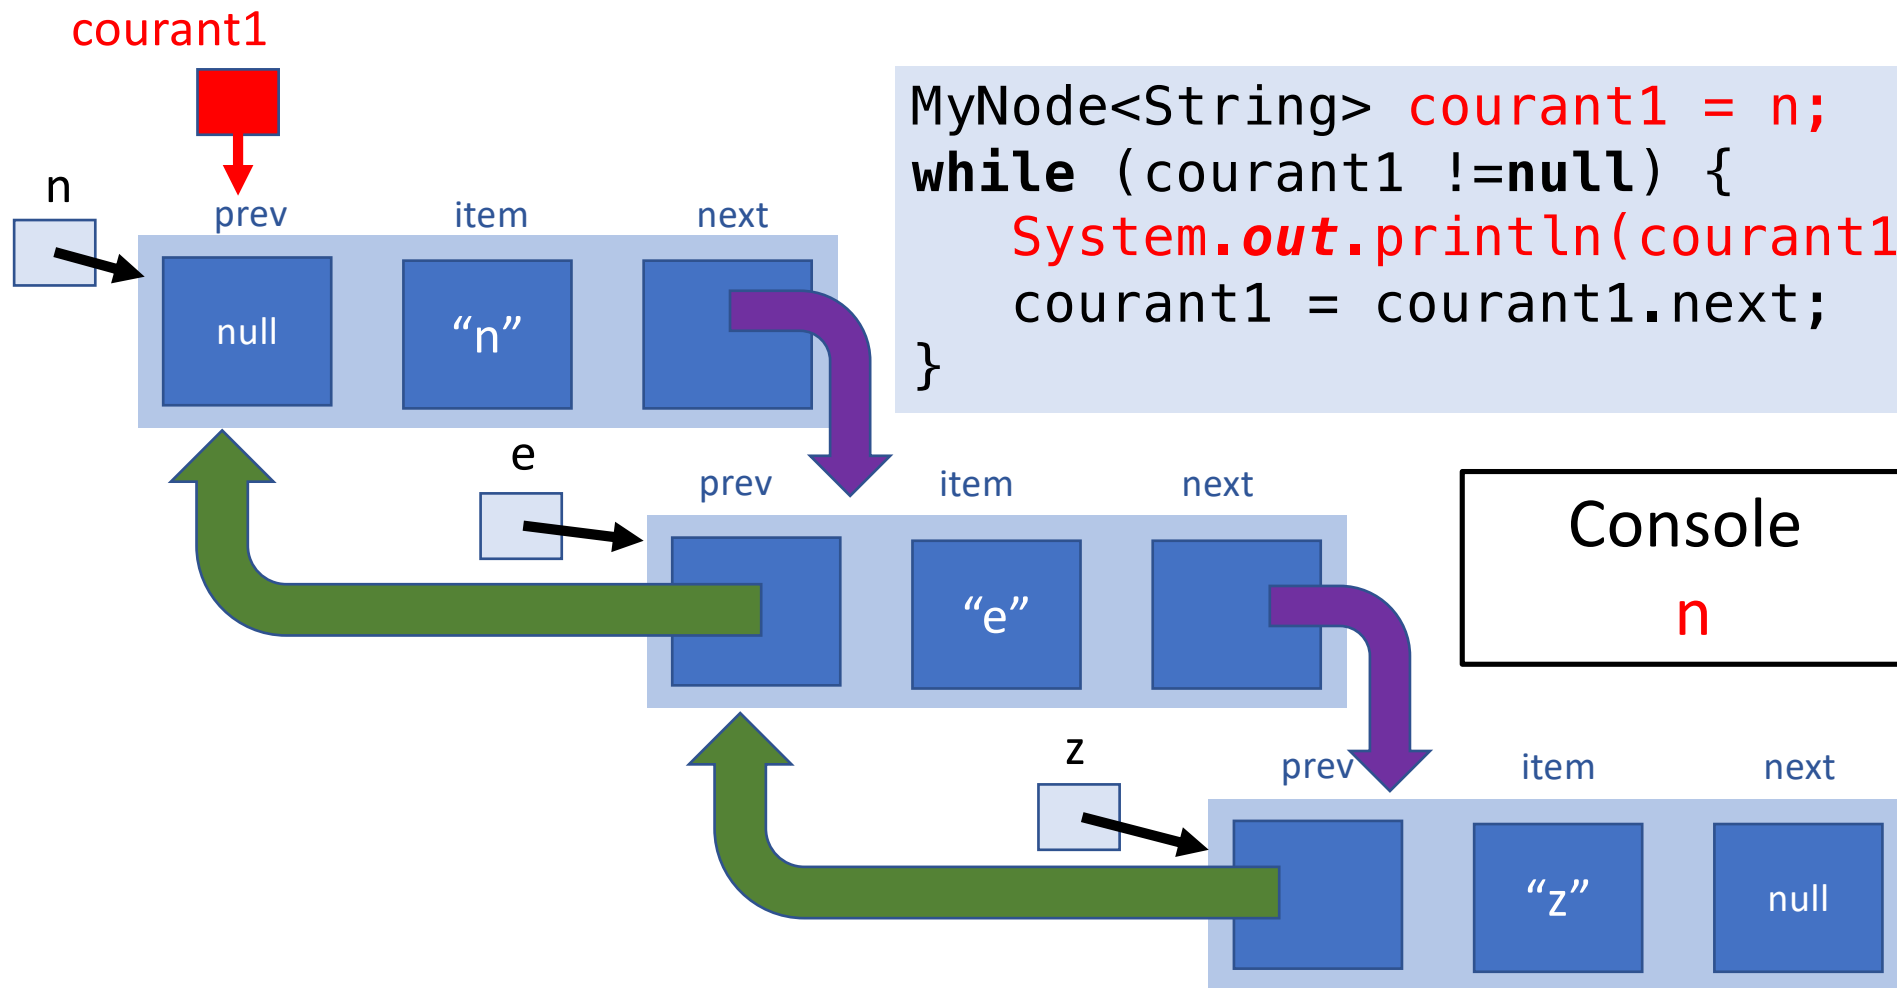 courant1
MyNode<String> courant1 = n;
while (courant1 !=null) {
System.out.println(courant1
courant1 = courant1.next;
}
n
prev item next
null “n”
e
prev item next
“e”
Console
n
z
prev item next
“z” null